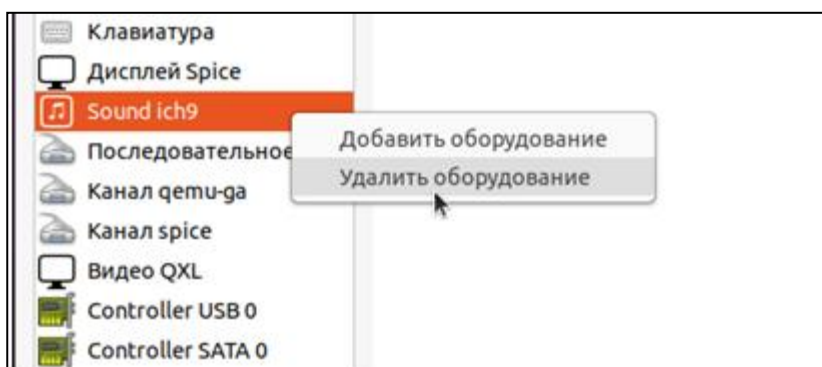 Клавиатура
Дисплей Spice
Sound ich9
Добавить оборудование
Удалить оборудование
Последовательное
Канал qemu-ga
Канал spice
Видео QXL
Controller USB 0
Controller SATA 0